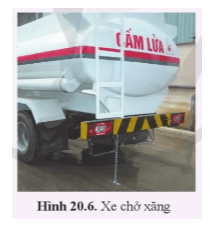 CẤM LỬA
Hình 20.6. Xe chở xăng